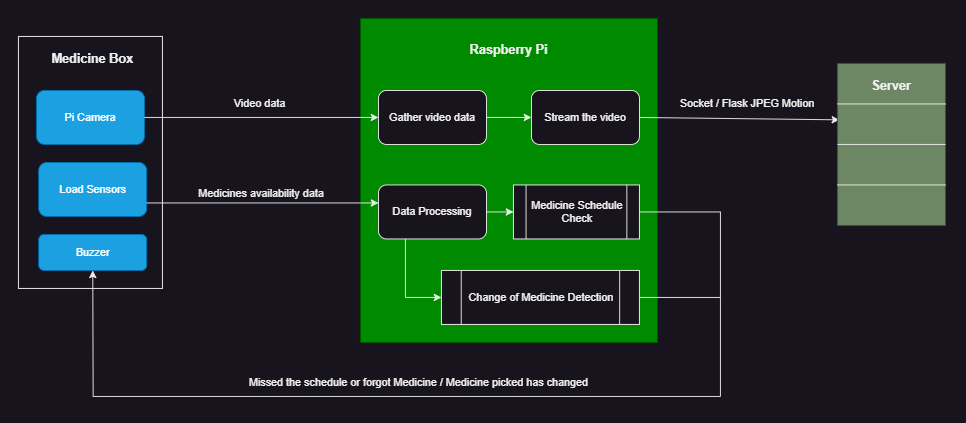 Medicine Box
Raspberry Pi
Server
Pi Camera
Video data
Gather video data
Stream the video
Socket / Flask JPEG Motion
Load Sensors
Medicines availability data
Data Processing
Medicine Schedule
Check
Buzzer
Change of Medicine Detection
Missed the schedule or forgot Medicine / Medicine picked has changed